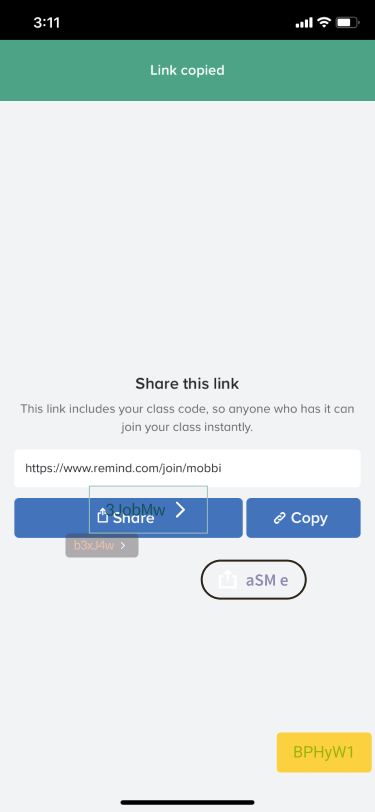 3:11
Link copied
Share this link
This link includes your class code, so anyone who has it can
join your class instantly.
https://www.remind.com/join/mobbi
3JobMw
Share
Copy
b3xJ4w
aSM e
BPHyW1